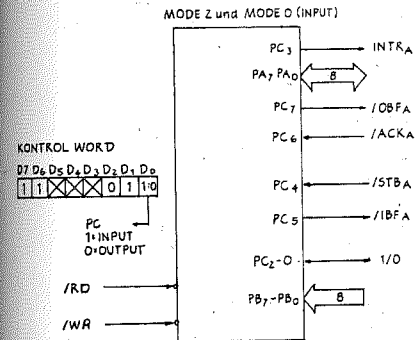 MODE 2 und MODE 0 (INPUT)
PC3 INTRA
PA7 PA0 8
PC7 /OBFA
PC6 /ACKA
KONTROL WORD
D7 D6 D5 D4 D3 D2 D1 D0
1 1 0 1 1:0
PC4 /STBA
PC5 /IBFA
PC
1=INPUT
0=OUTPUT
PC2-0 I/O
PB7-PB0 8
/RD
/WR